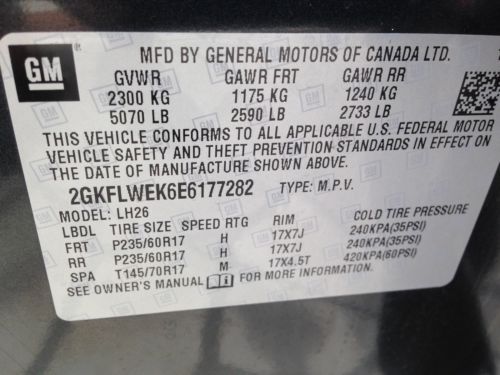 GM
MFD BY GENERAL MOTORS OF CANADA LTD.
GVWR GAWR FRT GAWR RR
2300 KG 1175 KG 1240 KG
5070 LB 2590 LB 2733 LB
THIS VEHICLE CONFORMS TO ALL APPLICABLE U.S. FEDERAL MOTOR
VEHICLE SAFETY AND THEFT PREVENTION STANDARDS IN EFFECT ON
THE DATE OF MANUFACTURE SHOWN ABOVE.
2GKFLWEK6E6177282 TYPE: M.P.V.
MODEL: LH26
LBDL TIRE SIZE SPEED RTG RIM COLD TIRE PRESSURE
FRT P235/60R17 H 17X7J 240KPA(35PSI)
RR P235/60R17 H 17X7J 240KPA(35PSI)
SPA T145/70R17 M 17X4.5T 420KPA(60PSI)
SEE OWNER'S MANUAL FOR MORE INFORMATION.